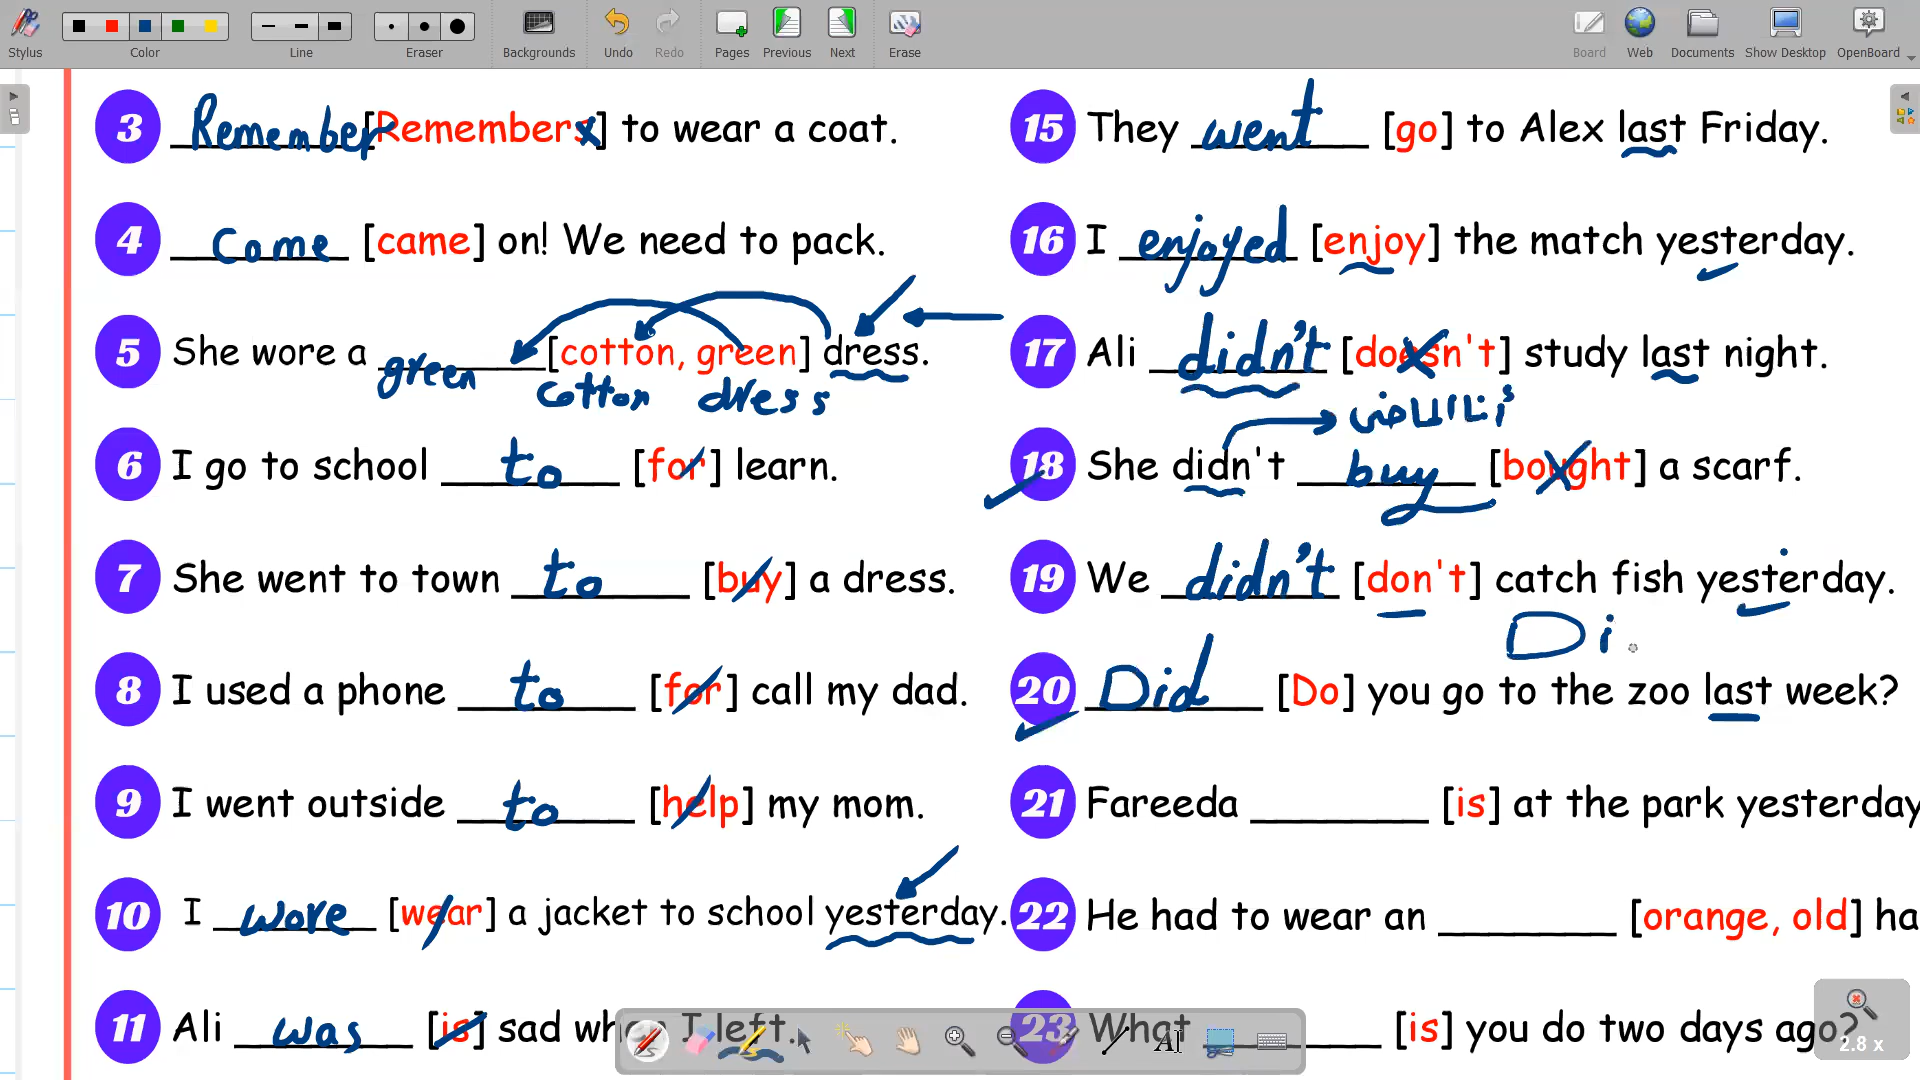 Stylus Color Line Eraser Backgrounds Undo Redo Pages Previous Next Erase Board Web Documents Show Desktop OpenBoard
3 Remember [Remembers] to wear a coat.
4 Come [came] on! We need to pack.
5 She wore a green [cotton, green] dress.
cotton dress
6 I go to school to [for] learn.
7 She went to town to [buy] a dress.
8 I used a phone to [for] call my dad.
9 I went outside to [help] my mom.
10 I wore [wear] a jacket to school yesterday.
11 Ali was [is] sad when I left.
15 They went [go] to Alex last Friday.
16 I enjoyed [enjoy] the match yesterday.
17 Ali didn't [doesn't] study last night.
18 She didn't buy [bought] a scarf.
19 We didn't [don't] catch fish yesterday.
Di
20 Did [Do] you go to the zoo last week?
21 Fareeda ________ [is] at the park yesterday
22 He had to wear an ________ [orange, old] ha
23 What ________ [is] you do two days ago?
2.8 x